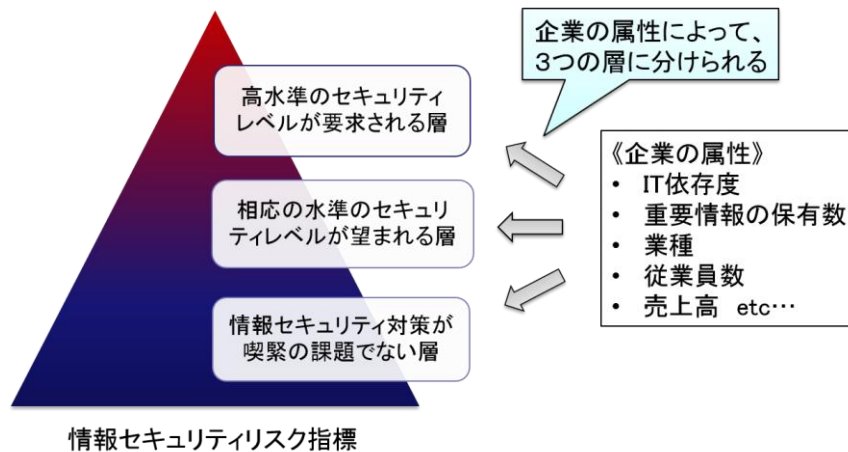 企業の属性によって、
3つの層に分けられる
高水準のセキュリティ
レベルが要求される層
相応の水準のセキュリ
ティレベルが望まれる層
情報セキュリティ対策が
喫緊の課題でない層
《企業の属性》
• IT依存度
• 重要情報の保有数
• 業種
• 従業員数
• 売上高 etc…
情報セキュリティリスク指標